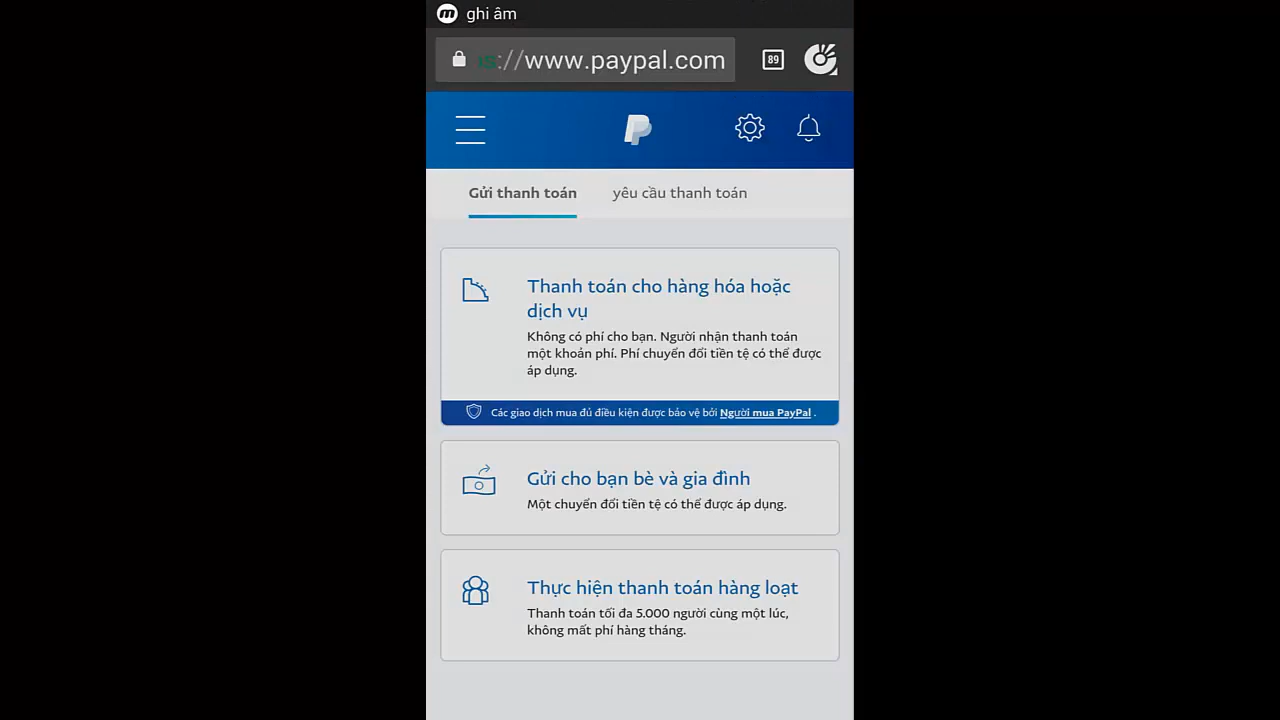 ghi âm
://www.paypal.com
89
Gửi thanh toán
yêu cầu thanh toán
Thanh toán cho hàng hóa hoặc
dịch vụ
Không có phí cho bạn. Người nhận thanh toán
một khoản phí. Phí chuyển đổi tiền tệ có thể được
áp dụng.
Các giao dịch mua đủ điều kiện được bảo vệ bởi Người mua PayPal .
Gửi cho bạn bè và gia đình
Một chuyển đổi tiền tệ có thể được áp dụng.
Thực hiện thanh toán hàng loạt
Thanh toán tối đa 5.000 người cùng một lúc,
không mất phí hàng tháng.